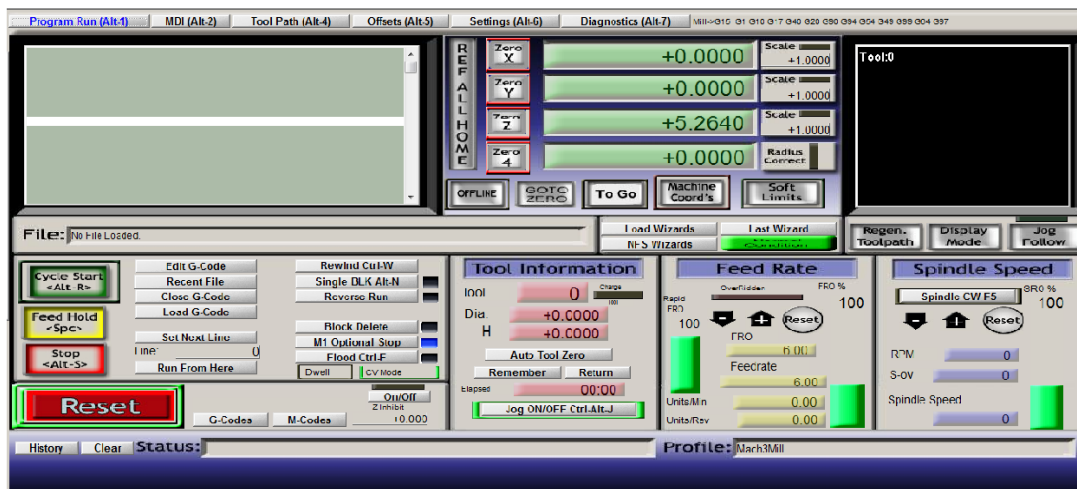 Program Run (Alt-1) MDI (Alt-2) Tool Path (Alt-4) Offsets (Alt-5) Settings (Alt-6) Diagnostics (Alt-7)
REF ALL HOME
Zero X +0.0000 Scale +1.0000
Zero Y +0.0000 Scale +1.0000
Zero Z +5.2640 Scale +1.0000
Zero 4 +0.0000 Radius Correct
Tool:0
OFFLINE GOTO ZERO To Go Machine Coord's Soft Limits
File: No File Loaded.
Load Wizards Last Wizard
NFS Wizards Normal Condition
Regen. Toolpath Display Mode Jog Follow
Cycle Start <Alt-R>
Feed Hold <Spc>
Stop <Alt-S>
Edit G-Code
Recent File
Close G-Code
Load G-Code
Set Next Line
Line: 0
Run From Here
Rewind Ctrl-W
Single BLK Alt-N
Reverse Run
Block Delete
M1 Optional Stop
Flood Ctrl-F
Dwell CV Mode
Reset
G-Codes M-Codes
On/Off
Z Inhibit
+0.000
Tool Information
Tool 0 Change
Dia. +0.0000
H +0.0000
Auto Tool Zero
Remember Return
Elapsed 00:00
Jog ON/OFF Ctrl-Alt-J
Feed Rate
OverRidden FRO %
100
Rapid FRO
100
Reset
FRO
6.00
Feedrate
6.00
Units/Min 0.00
Units/Rev 0.00
Spindle Speed
Spindle CW F5 SRO %
100
Reset
RPM 0
S-ov 0
Spindle Speed
0
History Clear Status: Profile: Mach3Mill